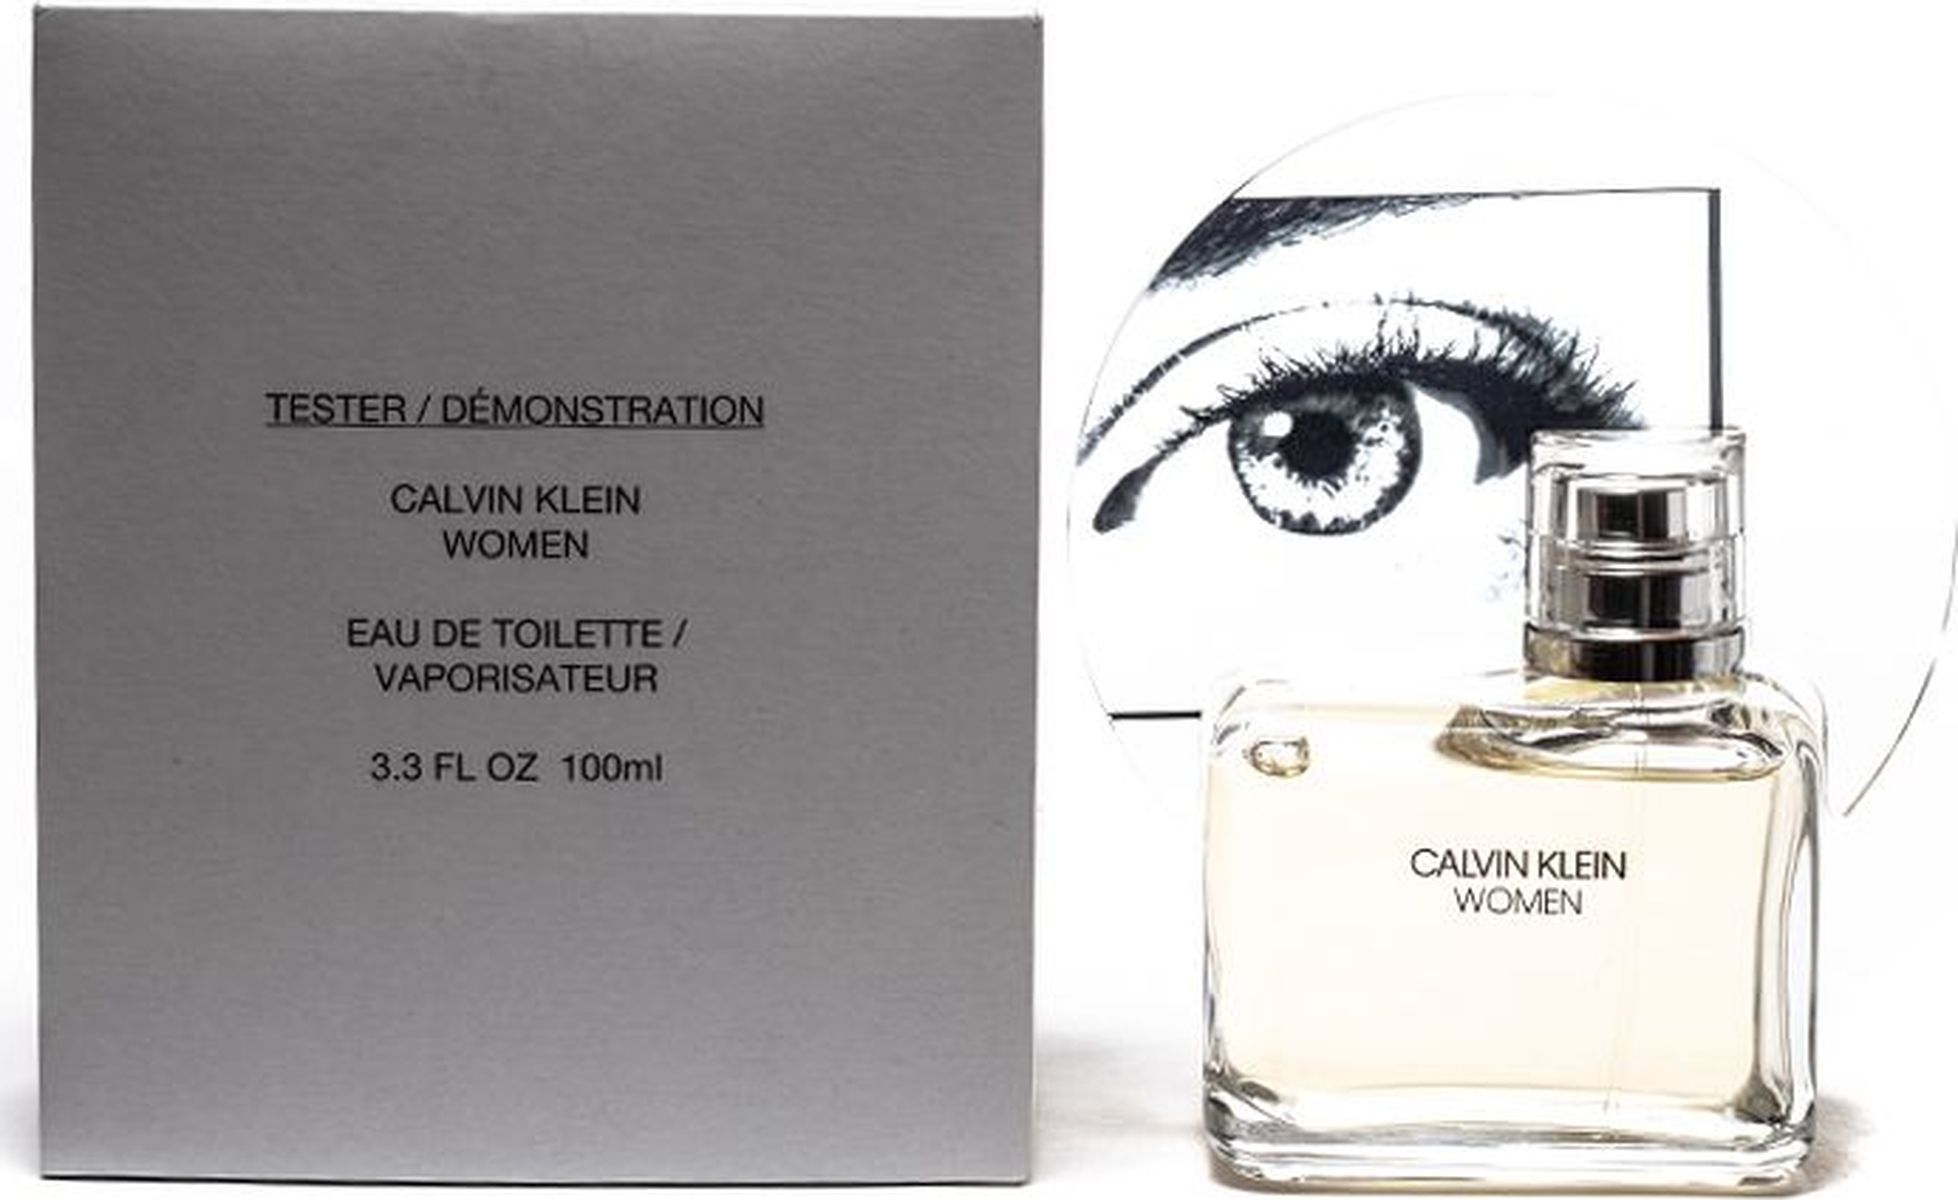 TESTER / DÉMONSTRATION
CALVIN KLEIN
WOMEN
EAU DE TOILETTE /
VAPORISATEUR
3.3 FL OZ 100ml
CALVIN KLEIN
WOMEN